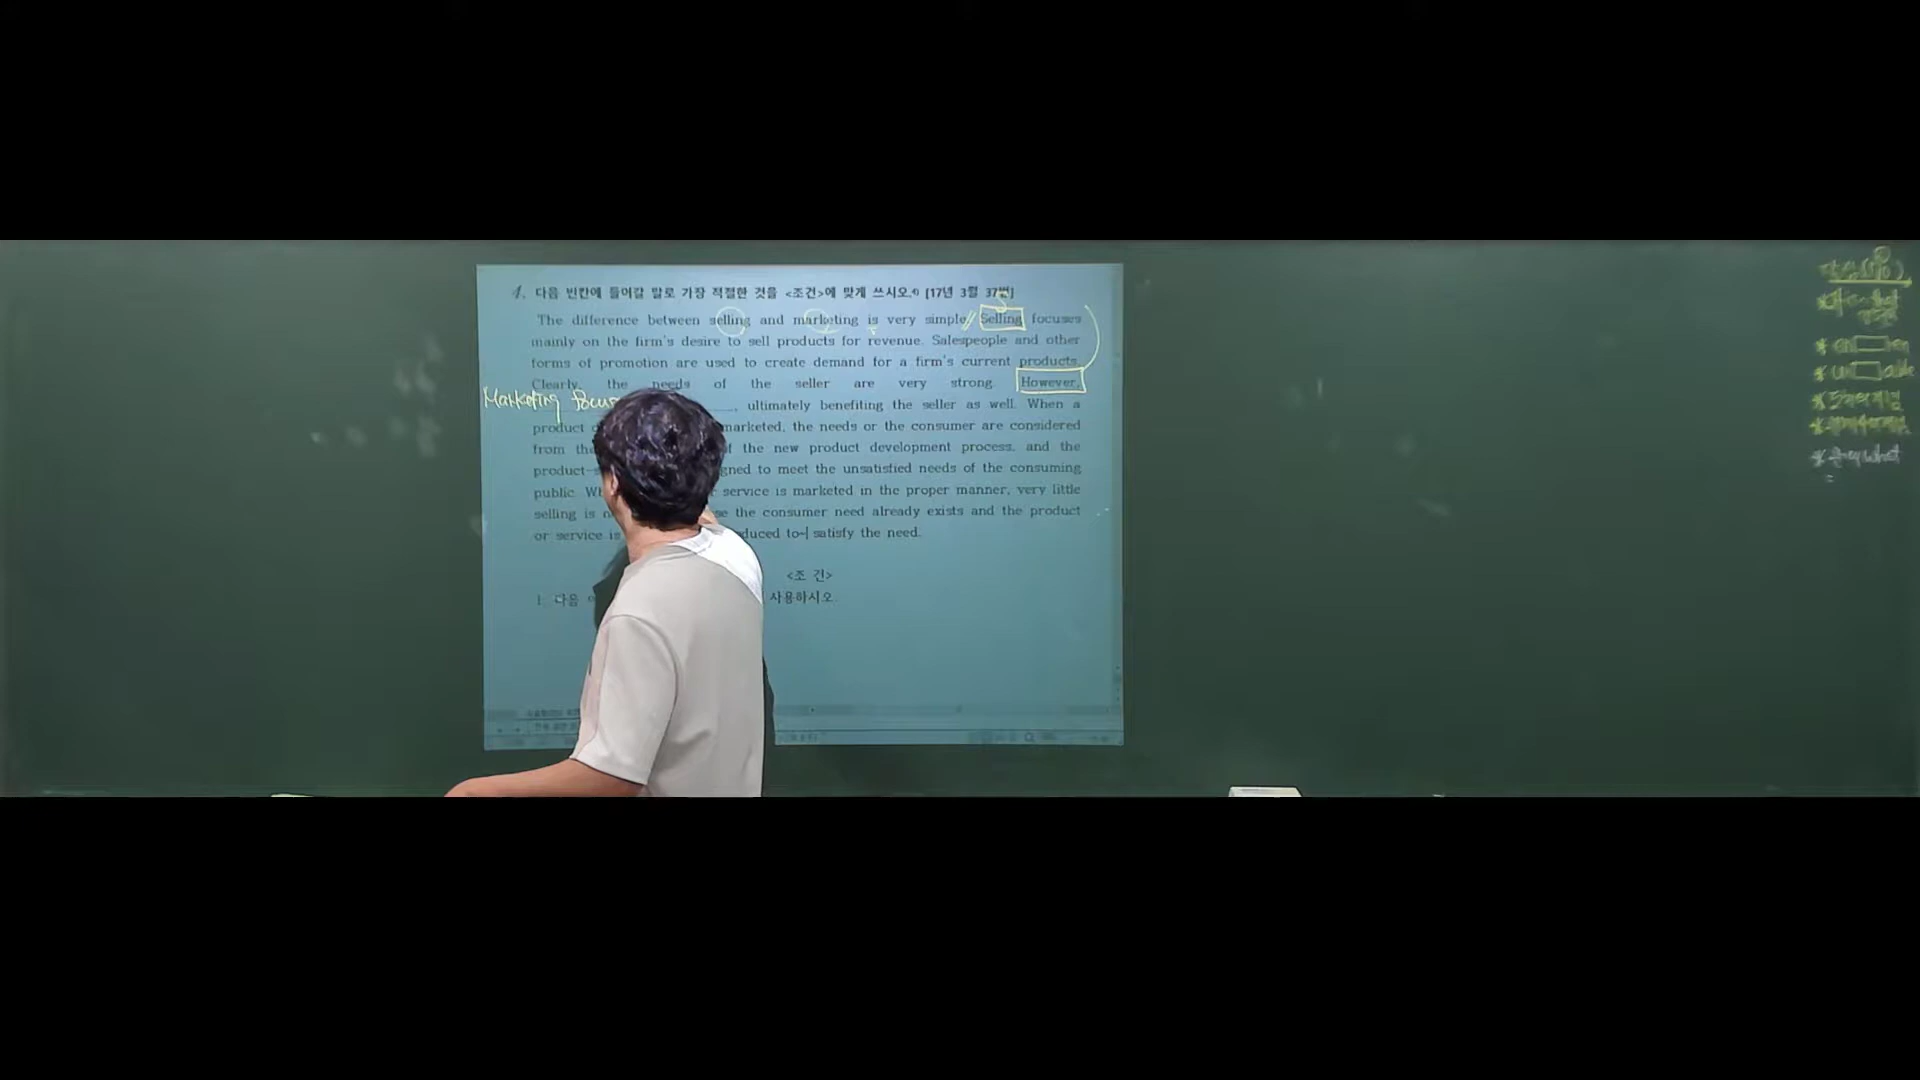 4. 다음 빈칸에 들어갈 말로 가장 적절한 것을 <조건>에 맞게 쓰시오.4) [17년 3월 37번]
The difference between selling and marketing is very simple. Selling focuses
mainly on the firm's desire to sell products for revenue. Salespeople and other
forms of promotion are used to create demand for a firm's current products.
Clearly, the needs of the seller are very strong. However,
Marketing focus , ultimately benefiting the seller as well. When a
product marketed, the needs or the consumer are considered
from the of the new product development process, and the
product-s gned to meet the unsatisfied needs of the consuming
public. Wh service is marketed in the proper manner, very little
selling is n se the consumer need already exists and the product
or service is duced to satisfy the need.
<조 건>
1. 다음 사용하시오.